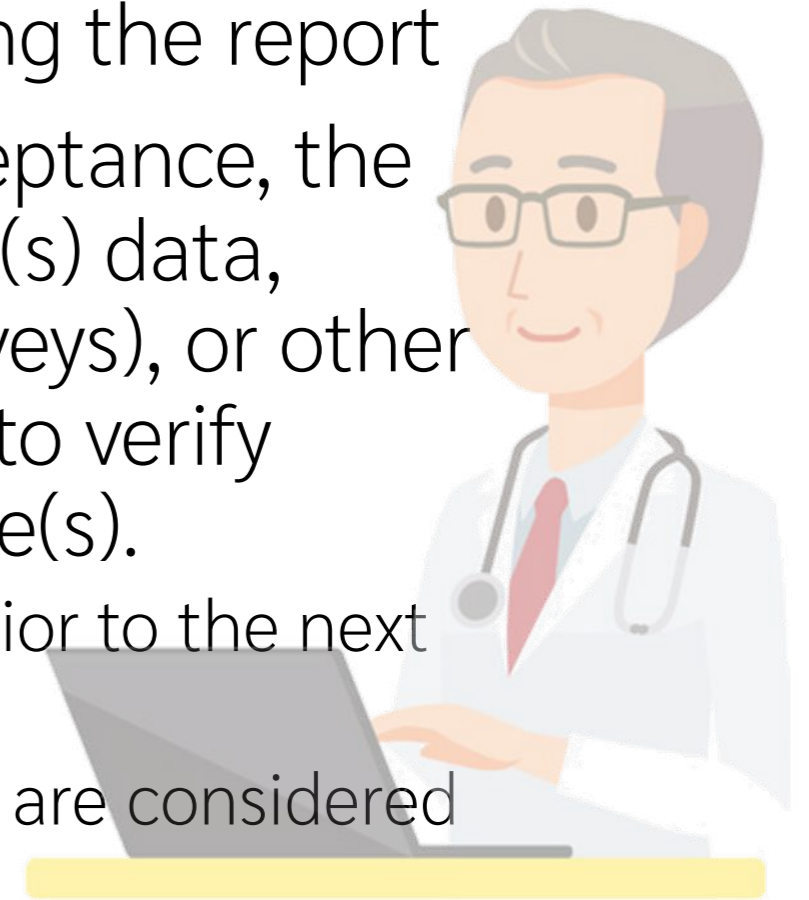 ng the report
eptance, the
(s) data,
veys), or other
to verify
e(s).
ior to the next
are considered